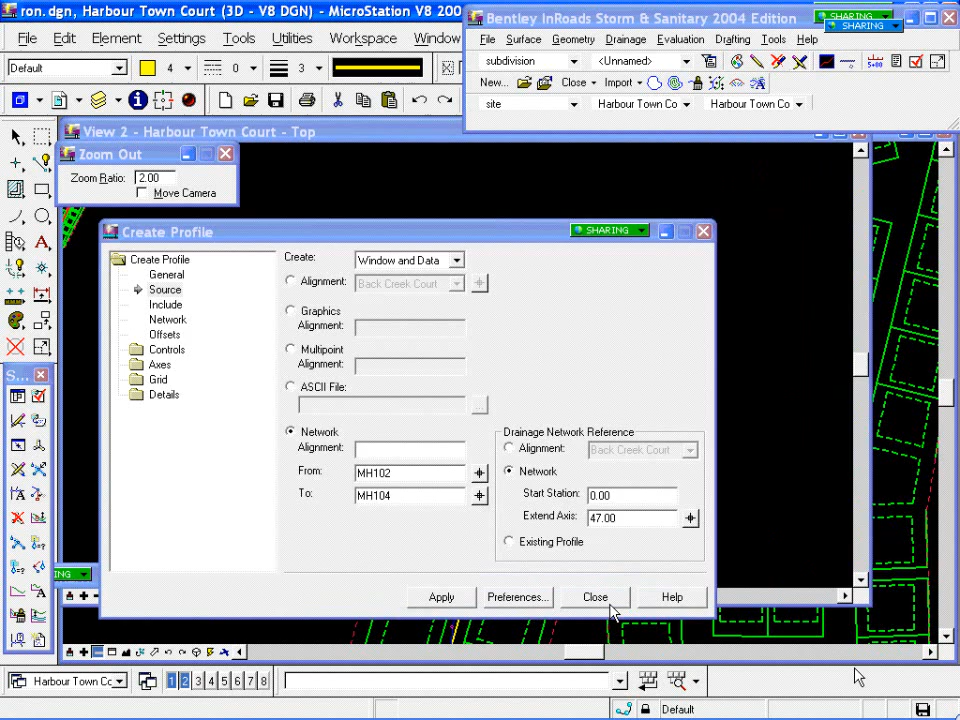 ron.dgn, Harbour Town Court (3D - V8 DGN) - MicroStation V8 200
Bentley InRoads Storm & Sanitary 2004 Edition
SHARING
SHARING
File Edit Element Settings Tools Utilities Workspace Window
File Surface Geometry Drainage Evaluation Drafting Tools Help
Default 4 0 3
subdivision <Unnamed>
New... Close Import
site Harbour Town Co Harbour Town Co
View 2 - Harbour Town Court - Top
Zoom Out
Zoom Ratio: 2.00
Move Camera
Create Profile SHARING
Create Profile
General
Source
Include
Network
Offsets
Controls
Axes
Grid
Details
Create: Window and Data
Alignment: Back Creek Court
Graphics
Alignment:
Multipoint
Alignment:
ASCII File:
...
Network
Alignment:
From: MH102
To: MH104
Drainage Network Reference
Alignment: Back Creek Court
Network
Start Station: 0.00
Extend Axis: 47.00
Existing Profile
Apply Preferences... Close Help
S...
ING
Harbour Town Cc 1 2 3 4 5 6 7 8
Default